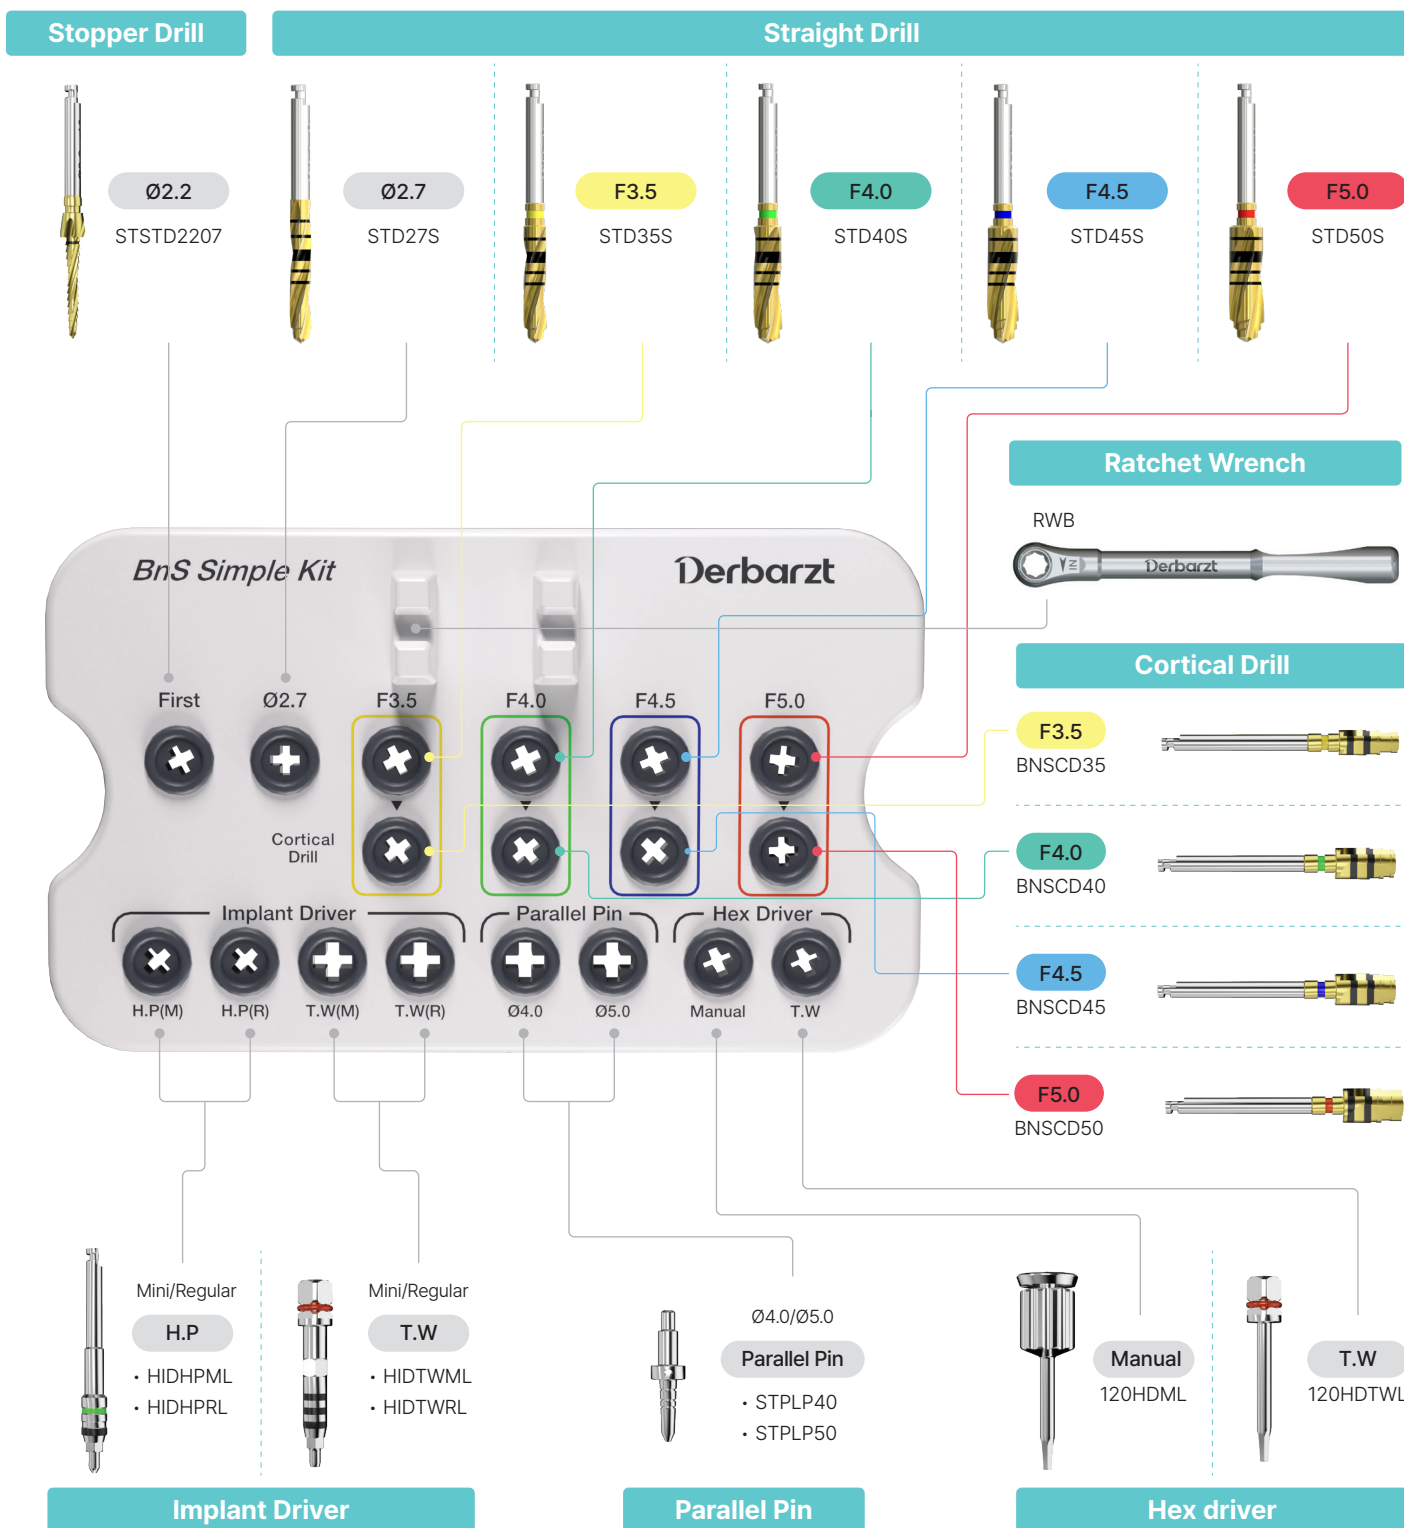 Stopper Drill
Straight Drill
Ø2.2
STSTD2207
Ø2.7
STD27S
F3.5
STD35S
F4.0
STD40S
F4.5
STD45S
F5.0
STD50S
Ratchet Wrench
RWB
IN
Derbarzt
BnS Simple Kit
Derbarzt
First
Ø2.7
F3.5
F4.0
F4.5
F5.0
Cortical
Drill
Implant Driver
Parallel Pin
Hex Driver
H.P(M)
H.P(R)
T.W(M)
T.W(R)
Ø4.0
Ø5.0
Manual
T.W
Cortical Drill
F3.5
BNSCD35
F4.0
BNSCD40
F4.5
BNSCD45
F5.0
BNSCD50
Mini/Regular
H.P
• HIDHPML
• HIDHPRL
Mini/Regular
T.W
• HIDTWML
• HIDTWRL
Ø4.0/Ø5.0
Parallel Pin
• STPLP40
• STPLP50
Manual
120HDML
T.W
120HDTWL
Implant Driver
Parallel Pin
Hex driver